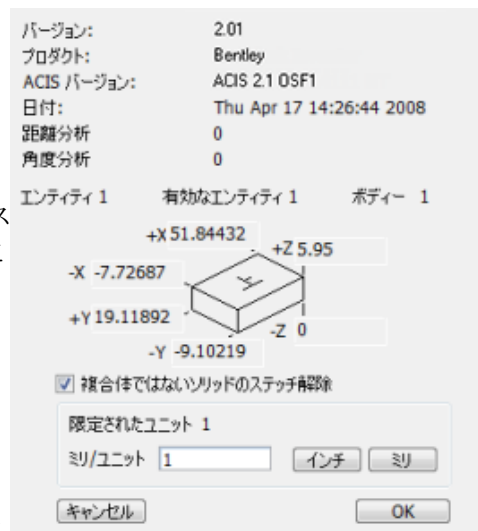 バージョン: 2.01
プロダクト: Bentley
ACIS バージョン: ACIS 2.1 OSF1
日付: Thu Apr 17 14:26:44 2008
距離分析 0
角度分析 0
エンティティ 1 有効なエンティティ 1 ボディー 1
ス
+X 51.84432
+Z 5.95
-X -7.72687
+Y 19.11892
-Z 0
-Y -9.10219
複合体ではないソリッドのステッチ解除
限定されたユニット 1
ミリ/ユニット 1 インチ ミリ
キャンセル OK